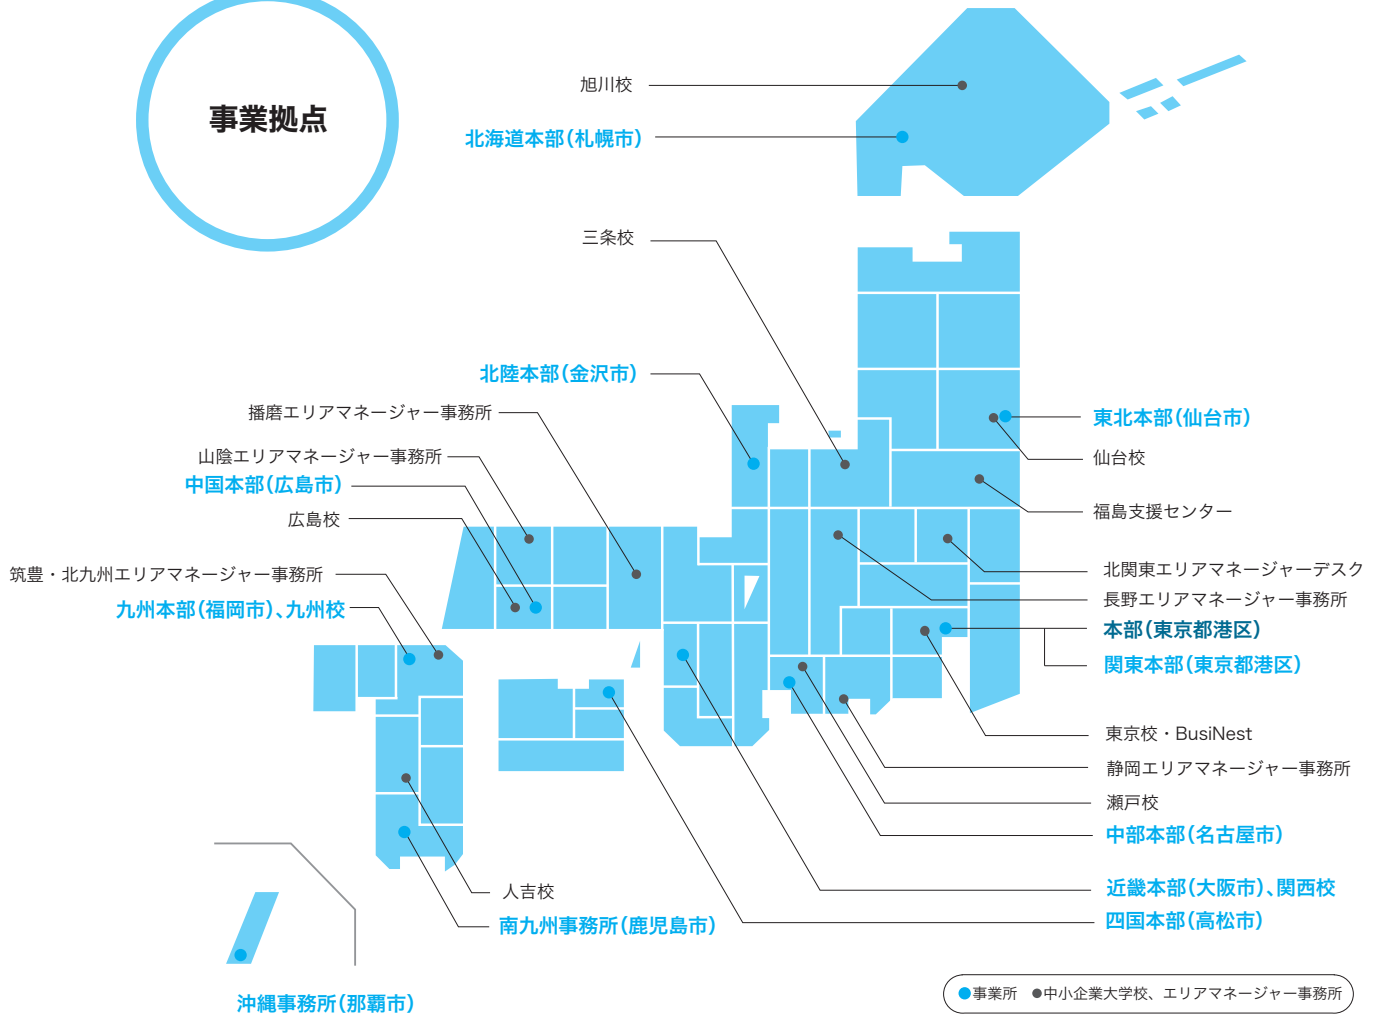 事業拠点
旭川校
北海道本部(札幌市)
三条校
北陸本部(金沢市)
播磨エリアマネージャー事務所
山陰エリアマネージャー事務所
中国本部(広島市)
広島校
筑豊・北九州エリアマネージャー事務所
九州本部(福岡市)、九州校
東北本部(仙台市)
仙台校
福島支援センター
北関東エリアマネージャーデスク
長野エリアマネージャー事務所
本部(東京都港区)
関東本部(東京都港区)
東京校・BusiNest
静岡エリアマネージャー事務所
瀬戸校
中部本部(名古屋市)
近畿本部(大阪市)、関西校
四国本部(高松市)
人吉校
南九州事務所(鹿児島市)
沖縄事務所(那覇市)
●事業所 ●中小企業大学校、エリアマネージャー事務所